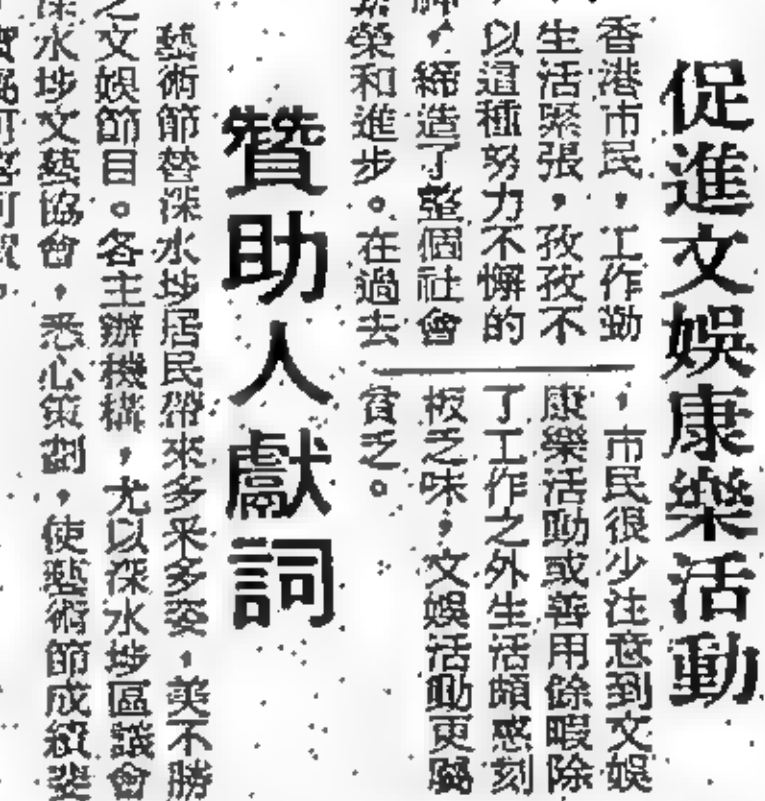 促進文娛康樂活動
香港市民，工作勤
生活緊張，孜孜不
以這種努力不懈的
締造了整個社會
榮和進步。在過去
，市民很少注意到文娛
康樂活動或善用餘暇除
了工作之外生活頗感刻
板乏味，文娛活動更屬
貧乏。
贊助人獻詞
藝術節替深水埗居民帶來多采多姿，美不勝
之文娛節目。各主辦機構，尤以深水埗區議會
深水埗文藝協會，悉心策劃，使藝術節成績斐